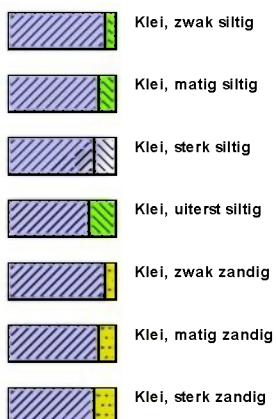 Klei, zwak siltig
Klei, matig siltig
Klei, sterk siltig
Klei, uiterst siltig
Klei, zwak zandig
Klei, matig zandig
Klei, sterk zandig